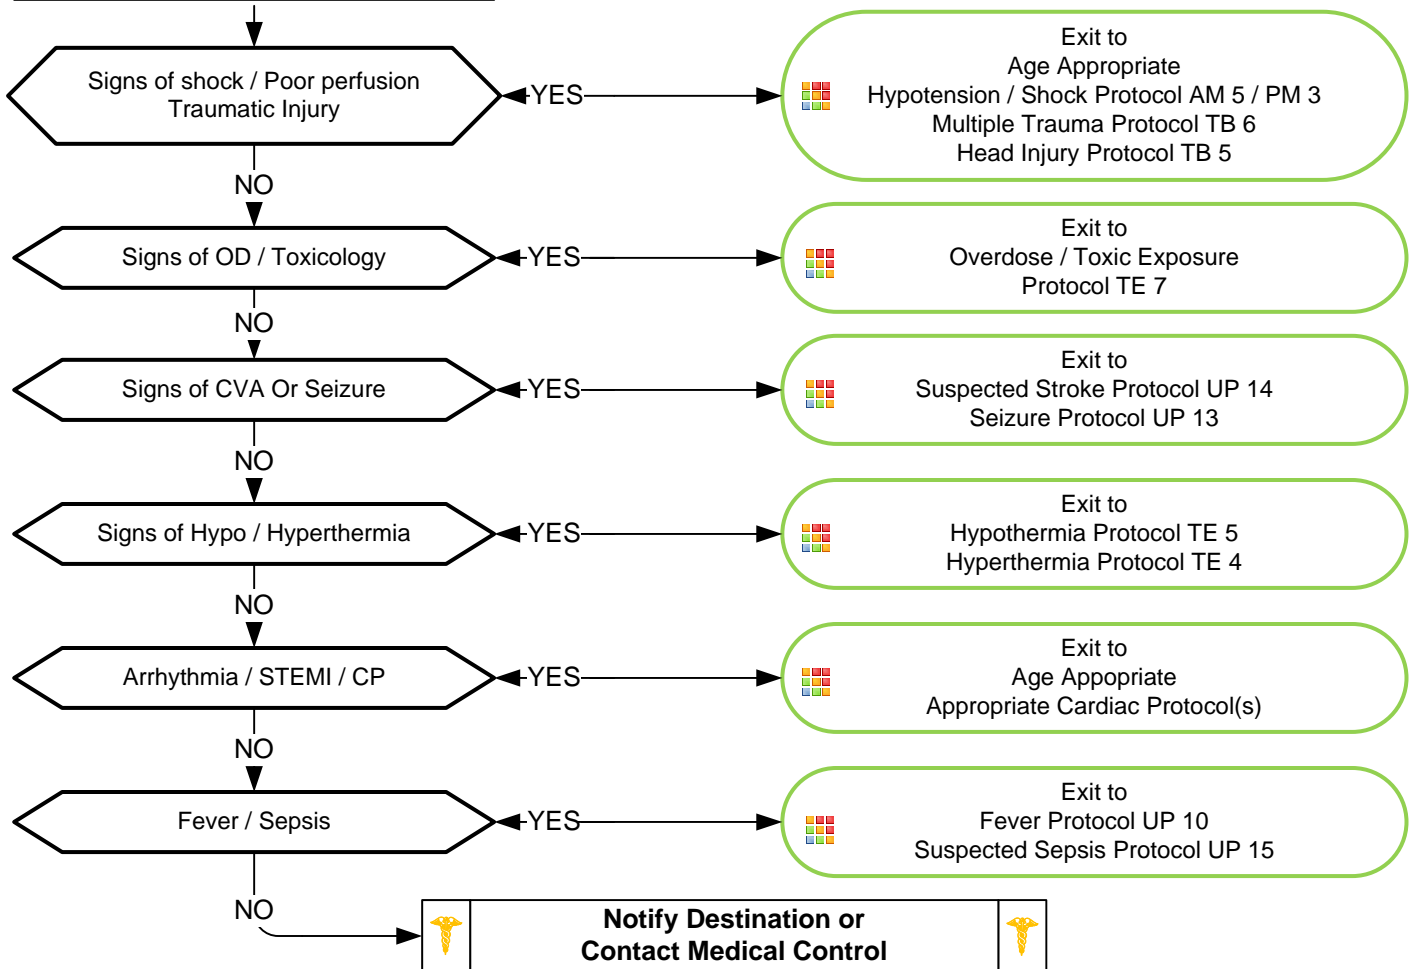 Signs of shock / Poor perfusion
Traumatic Injury
YES
Exit to
Age Appropriate
Hypotension / Shock Protocol AM 5 / PM 3
Multiple Trauma Protocol TB 6
Head Injury Protocol TB 5
NO
Signs of OD / Toxicology
YES
Exit to
Overdose / Toxic Exposure
Protocol TE 7
NO
Signs of CVA Or Seizure
YES
Exit to
Suspected Stroke Protocol UP 14
Seizure Protocol UP 13
NO
Signs of Hypo / Hyperthermia
YES
Exit to
Hypothermia Protocol TE 5
Hyperthermia Protocol TE 4
NO
Arrhythmia / STEMI / CP
YES
Exit to
Age Appopriate
Appropriate Cardiac Protocol(s)
NO
Fever / Sepsis
YES
Exit to
Fever Protocol UP 10
Suspected Sepsis Protocol UP 15
NO
Notify Destination or
Contact Medical Control